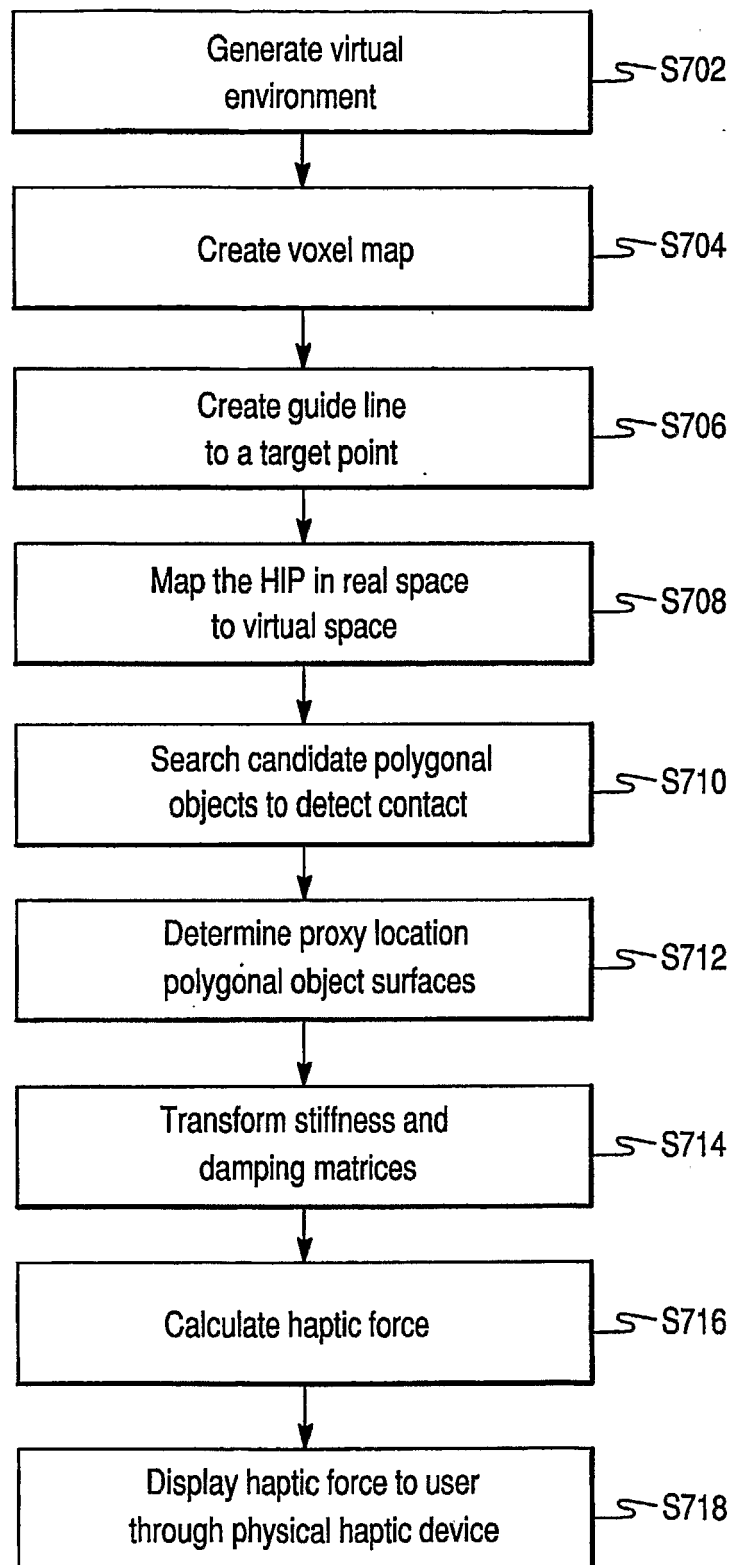 Generate virtual
environment
S702
Create voxel map
S704
Create guide line
to a target point
S706
Map the HIP in real space
to virtual space
S708
Search candidate polygonal
objects to detect contact
S710
Determine proxy location
polygonal object surfaces
S712
Transform stiffness and
damping matrices
S714
Calculate haptic force
S716
Display haptic force to user
through physical haptic device
S718